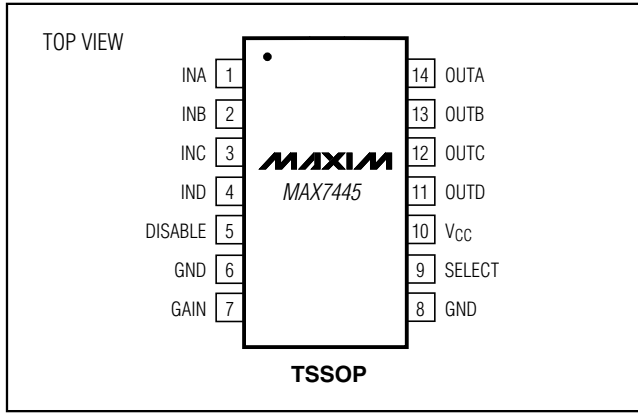 TOP VIEW
INA 1
INB 2
INC 3
IND 4
DISABLE 5
GND 6
GAIN 7
MAXIM
MAX7445
14 OUTA
13 OUTB
12 OUTC
11 OUTD
10 VCC
9 SELECT
8 GND
TSSOP